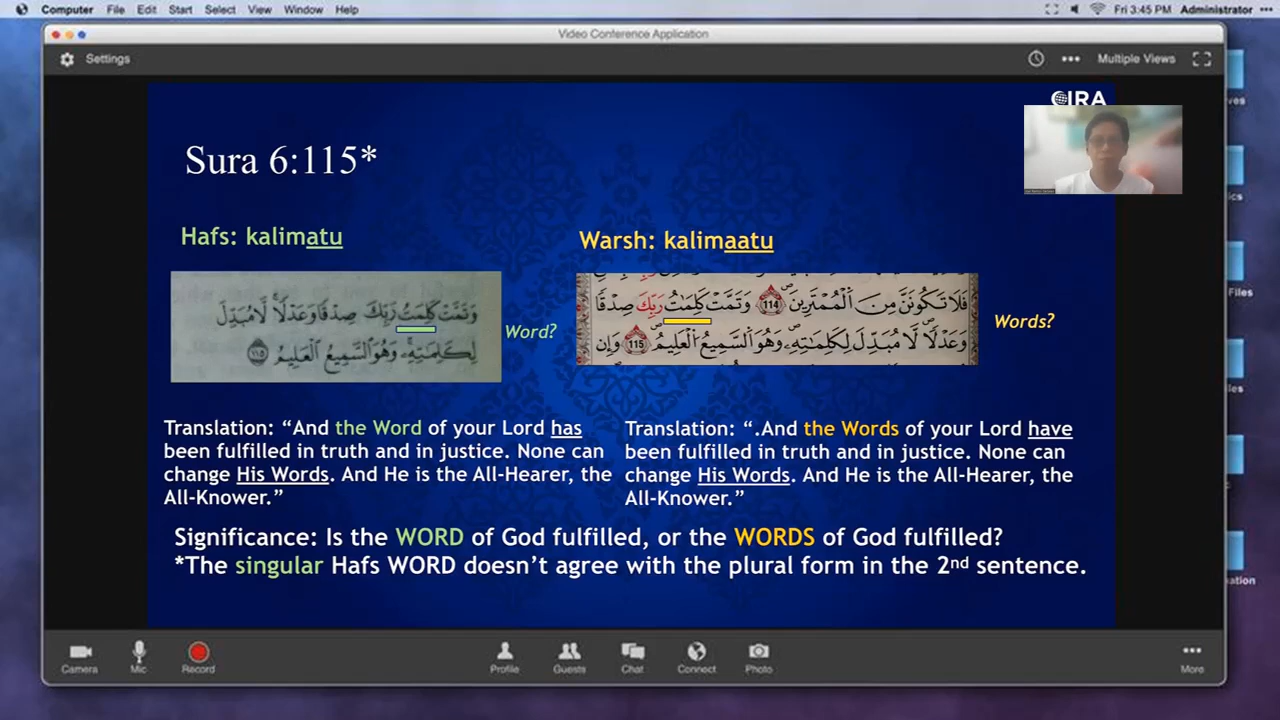 Computer File Edit Start Select View Window Help
Fri 3:45 PM Administrator
Video Conference Application
Settings
Multiple Views
CIRA
Sura 6:115*
Hafs: kalimatu
Warsh: kalimaatu
وَتَمَّتْ كَلِمَتُ رَبِّكَ صِدْقًا وَعَدْلًا ۚ لَّا مُبَدِّلَ
لِكَلِمَـٰتِهِۦ ۚ وَهُوَ ٱلسَّمِيعُ ٱلْعَلِيمُ ١١٥
Word?
فَلَا تَكُونَنَّ مِنَ ٱلْمُمْتَرِينَ 114 وَتَمَّتْ كَلِمَـٰتُ رَبِّكَ صِدْقًا
وَعَدْلًا لَّا مُبَدِّلَ لِكَلِمَـٰتِهِۦ وَهُوَ ٱلسَّمِيعُ ٱلْعَلِيمُ 115 وَإِن
Words?
Translation: “And the Word of your Lord has
been fulfilled in truth and in justice. None can
change His Words. And He is the All-Hearer, the
All-Knower.”
Translation: “.And the Words of your Lord have
been fulfilled in truth and in justice. None can
change His Words. And He is the All-Hearer, the
All-Knower.”
Significance: Is the WORD of God fulfilled, or the WORDS of God fulfilled?
*The singular Hafs WORD doesn’t agree with the plural form in the 2nd sentence.
Camera Mic Record Profile Guests Chat Connect Photo More